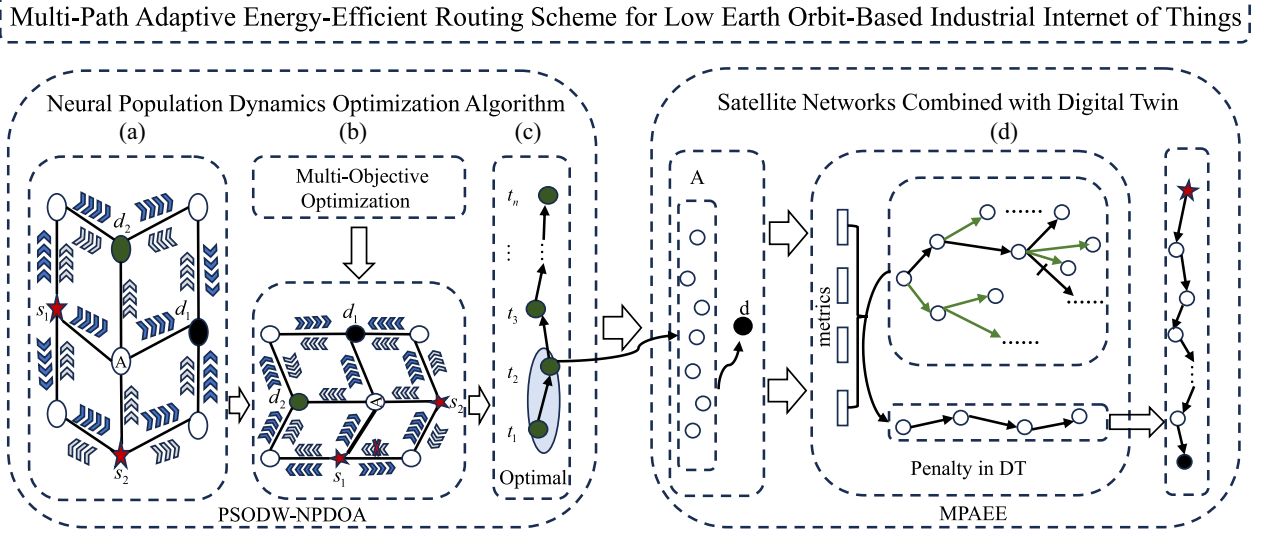 Multi-Path Adaptive Energy-Efficient Routing Scheme for Low Earth Orbit-Based Industrial Internet of Things
Neural Population Dynamics Optimization Algorithm
(a)
(b)
(c)
d2
s1
d1
A
s2
Multi-Objective
Optimization
d1
d2
A
s2
s1
tn
⋮
t3
t2
t1
Optimal
PSODW-NPDOA
Satellite Networks Combined with Digital Twin
(d)
A
d
metrics
Penalty in DT
MPAEE